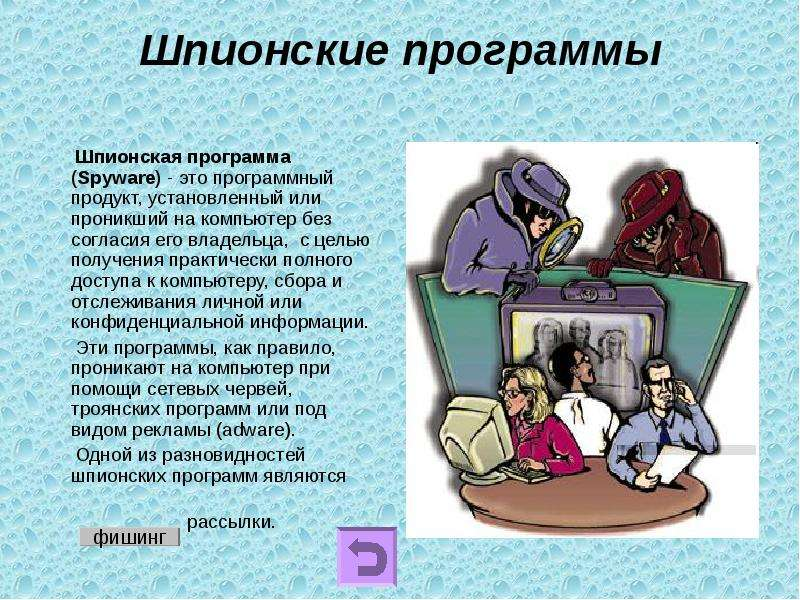 Шпионские программы
Шпионская программа
(Spyware) - это программный
продукт, установленный или
проникший на компьютер без
согласия его владельца, с целью
получения практически полного
доступа к компьютеру, сбора и
отслеживания личной или
конфиденциальной информации.
Эти программы, как правило,
проникают на компьютер при
помощи сетевых червей,
троянских программ или под
видом рекламы (adware).
Одной из разновидностей
шпионских программ являются
фишинг рассылки.